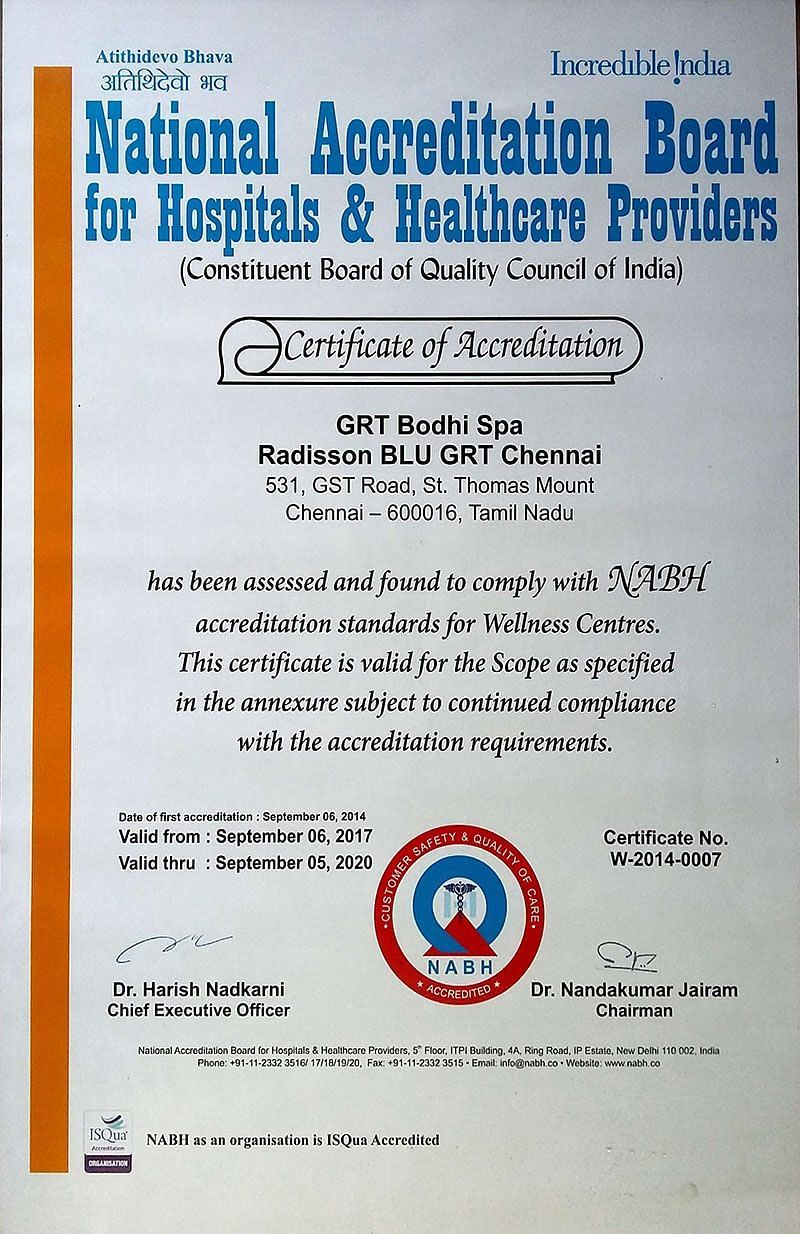 Atithidevo Bhava
अतिथिदेवो भव
Incredıble !ndıa
National Accreditation Board
for Hospitals & Healthcare Providers
(Constituent Board of Quality Council of India)
Certificate of Accreditation
GRT Bodhi Spa
Radisson BLU GRT Chennai
531, GST Road, St. Thomas Mount
Chennai – 600016, Tamil Nadu
has been assessed and found to comply with NABH
accreditation standards for Wellness Centres.
This certificate is valid for the Scope as specified
in the annexure subject to continued compliance
with the accreditation requirements.
Date of first accreditation : September 06, 2014
Valid from : September 06, 2017
Valid thru : September 05, 2020
• CUSTOMER SAFETY & QUALITY OF CARE •
NABH
★ ACCREDITED ★
Certificate No.
W-2014-0007
Dr. Harish Nadkarni
Chief Executive Officer
Dr. Nandakumar Jairam
Chairman
National Accreditation Board for Hospitals & Healthcare Providers, 5th Floor, ITPI Building, 4A, Ring Road, IP Estate, New Delhi 110 002, India
Phone: +91-11-2332 3516/ 17/18/19/20, Fax: +91-11-2332 3515 • Email: info@nabh.co • Website: www.nabh.co
ISQua
Accreditation
ORGANISATION
NABH as an organisation is ISQua Accredited